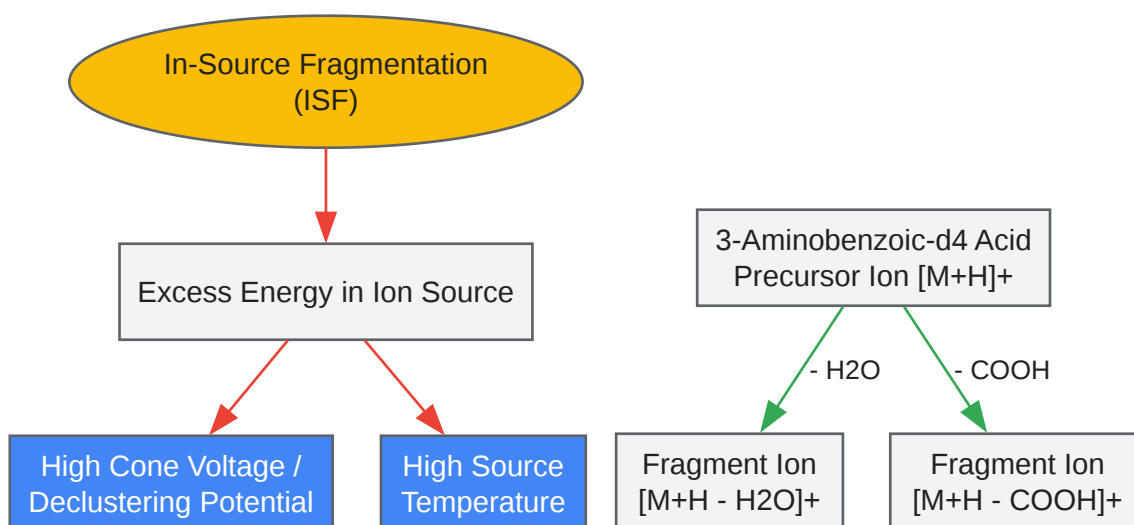 In-Source Fragmentation
(ISF)
Excess Energy in Ion Source
High Cone Voltage /
Declustering Potential
High Source
Temperature
3-Aminobenzoic-d4 Acid
Precursor Ion [M+H]+
- H2O
- COOH
Fragment Ion
[M+H - H2O]+
Fragment Ion
[M+H - COOH]+